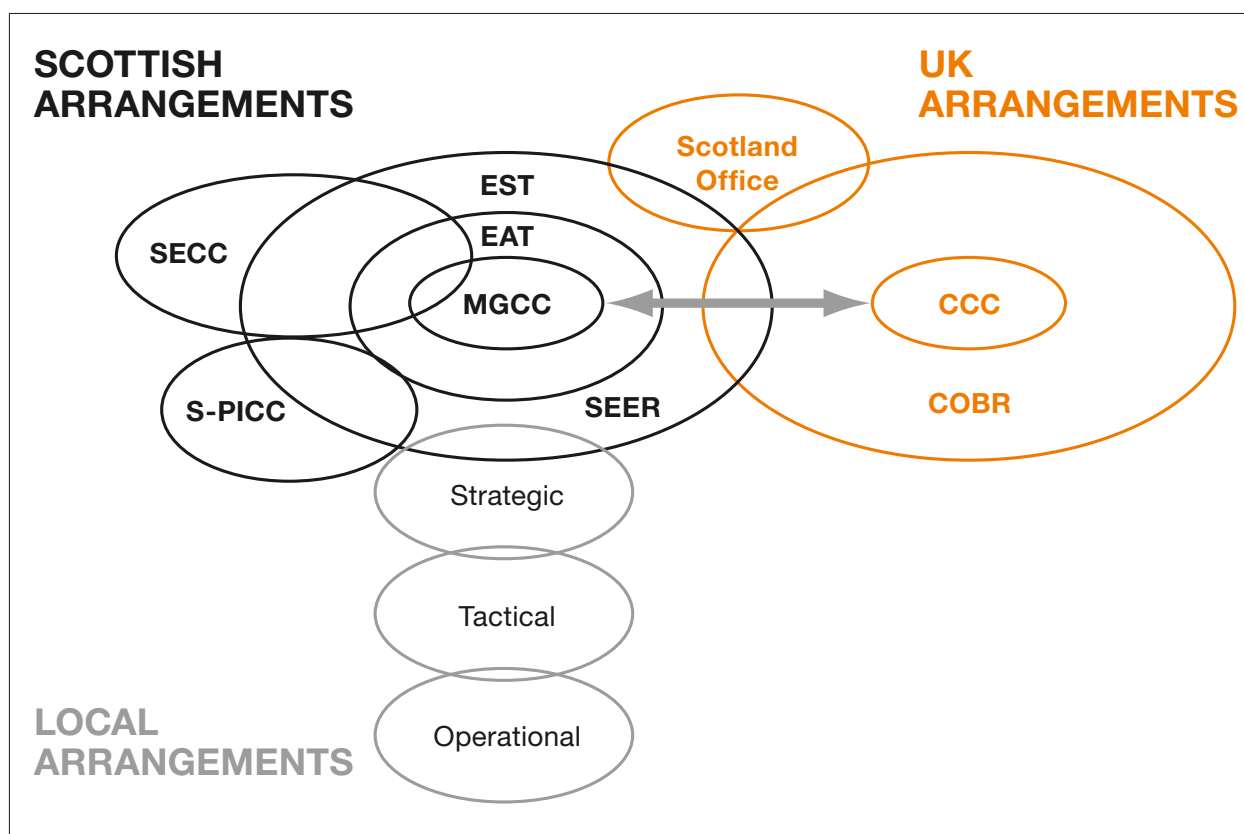 SCOTTISH
ARRANGEMENTS
UK
ARRANGEMENTS
Scotland
Office
EST
EAT
SECC
MGCC
CCC
S-PICC
SEER
COBR
Strategic
Tactical
Operational
LOCAL
ARRANGEMENTS